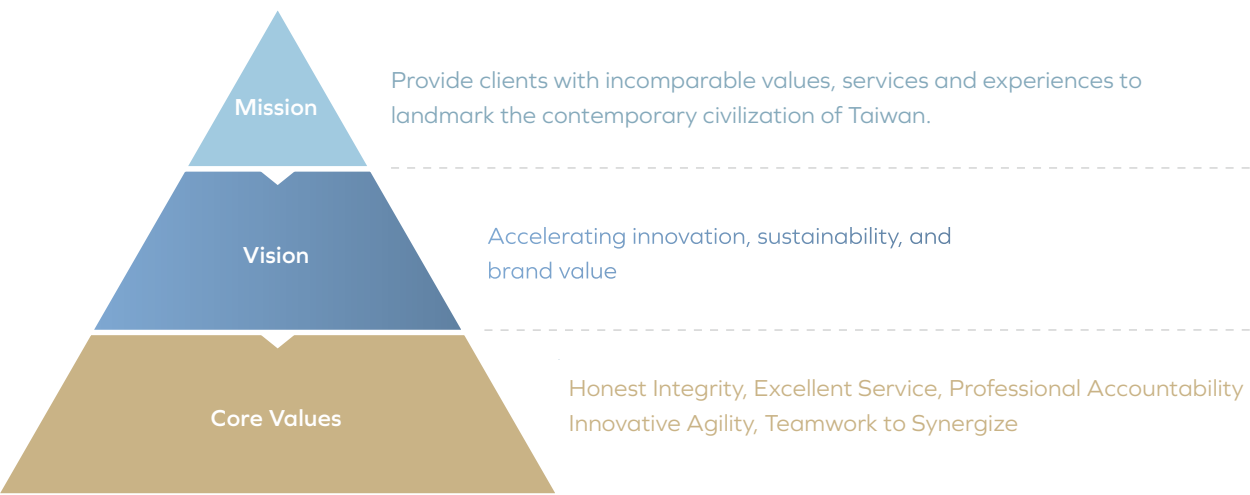 Mission
Provide clients with incomparable values, services and experiences to
landmark the contemporary civilization of Taiwan.
Vision
Accelerating innovation, sustainability, and
brand value
Core Values
Honest Integrity, Excellent Service, Professional Accountability
Innovative Agility, Teamwork to Synergize